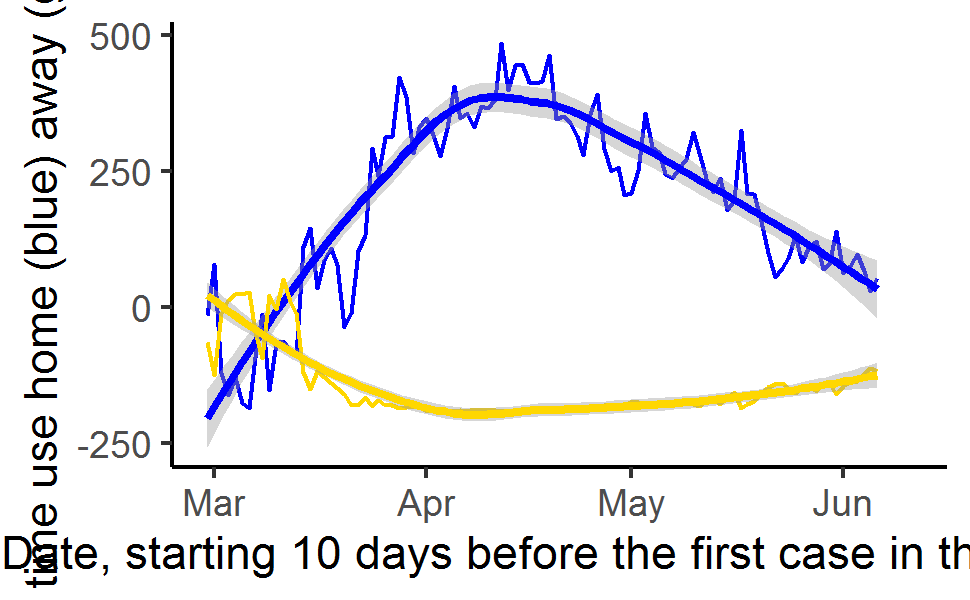 time use home (blue) away (
500
250
0
-250
Mar Apr May Jun
Date, starting 10 days before the first case in th